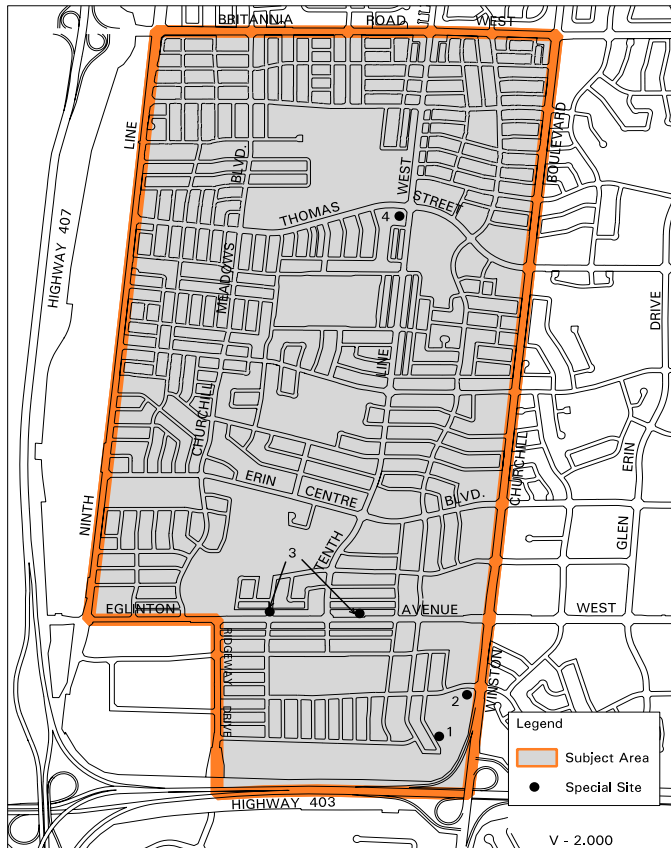 BRITANNIA ROAD WEST
LINE
BOULEVARD
BLVD.
WEST
THOMAS STREET
4
HIGHWAY 407
MEADOWS
DRIVE
LINE
CHURCHILL
CHURCHILL
ERIN CENTRE BLVD.
ERIN
NINTH
GLEN
3
TENTH
EGLINTON AVENUE WEST
RIDGEWAY
WINSTON
2
DRIVE
1
Legend
Subject Area
Special Site
HIGHWAY 403
V - 2.000